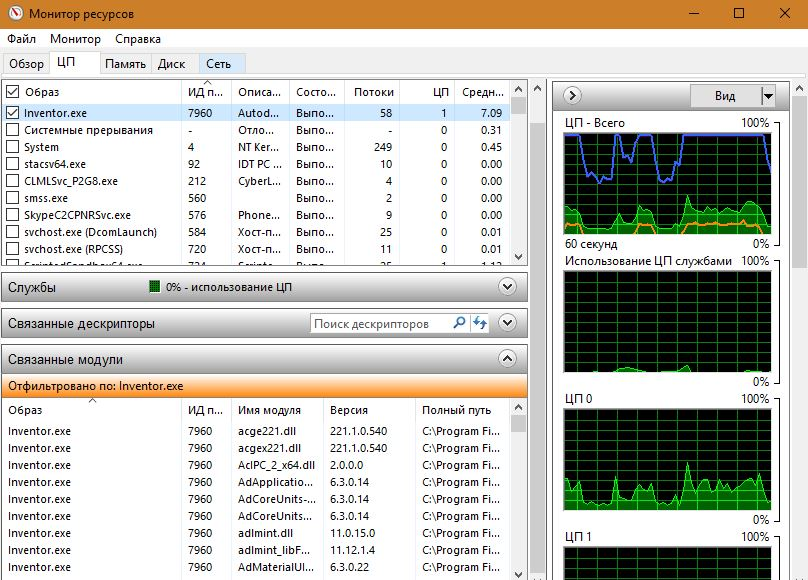 Монитор ресурсов
Файл Монитор Справка
Обзор ЦП Память Диск Сеть
Образ ИД п... Описа... Состо... Потоки ЦП Средн...
Inventor.exe 7960 Autod... Выпо... 58 1 7.09
Системные прерывания - Отло... Выпо... - 0 0.31
System 4 NT Ker... Выпо... 249 0 0.45
stacsv64.exe 92 IDT PC ... Выпо... 10 0 0.00
CLMLSvc_P2G8.exe 212 CyberL... Выпо... 4 0 0.00
smss.exe 560 Выпо... 2 0 0.00
SkypeC2CPNRSvc.exe 576 Phone... Выпо... 9 0 0.00
svchost.exe (DcomLaunch) 584 Хост-п... Выпо... 25 0 0.01
svchost.exe (RPCSS) 720 Хост-п... Выпо... 11 0 0.01
Службы 0% - использование ЦП
Связанные дескрипторы Поиск дескрипторов
Связанные модули
Отфильтровано по: Inventor.exe
Образ ИД п... Имя модуля Версия Полный путь
Inventor.exe 7960 acge221.dll 221.1.0.540 C:\Program Fi...
Inventor.exe 7960 acgex221.dll 221.1.0.540 C:\Program Fi...
Inventor.exe 7960 AcIPC_2_x64.dll 2.0.0.0 C:\Program Fi...
Inventor.exe 7960 AdApplicatio... 6.3.0.14 C:\Program Fi...
Inventor.exe 7960 AdCoreUnits-... 6.3.0.14 C:\Program Fi...
Inventor.exe 7960 AdCoreUnits... 6.3.0.14 C:\Program Fi...
Inventor.exe 7960 adlmint.dll 11.0.15.0 C:\Program Fi...
Inventor.exe 7960 adlmint_libF... 11.12.1.4 C:\Program Fi...
Inventor.exe 7960 AdMaterialUI... 6.3.0.22 C:\Program Fi...
Вид
ЦП - Всего 100%
60 секунд 0%
Использование ЦП службами 100%
0%
ЦП 0 100%
0%
ЦП 1 100%